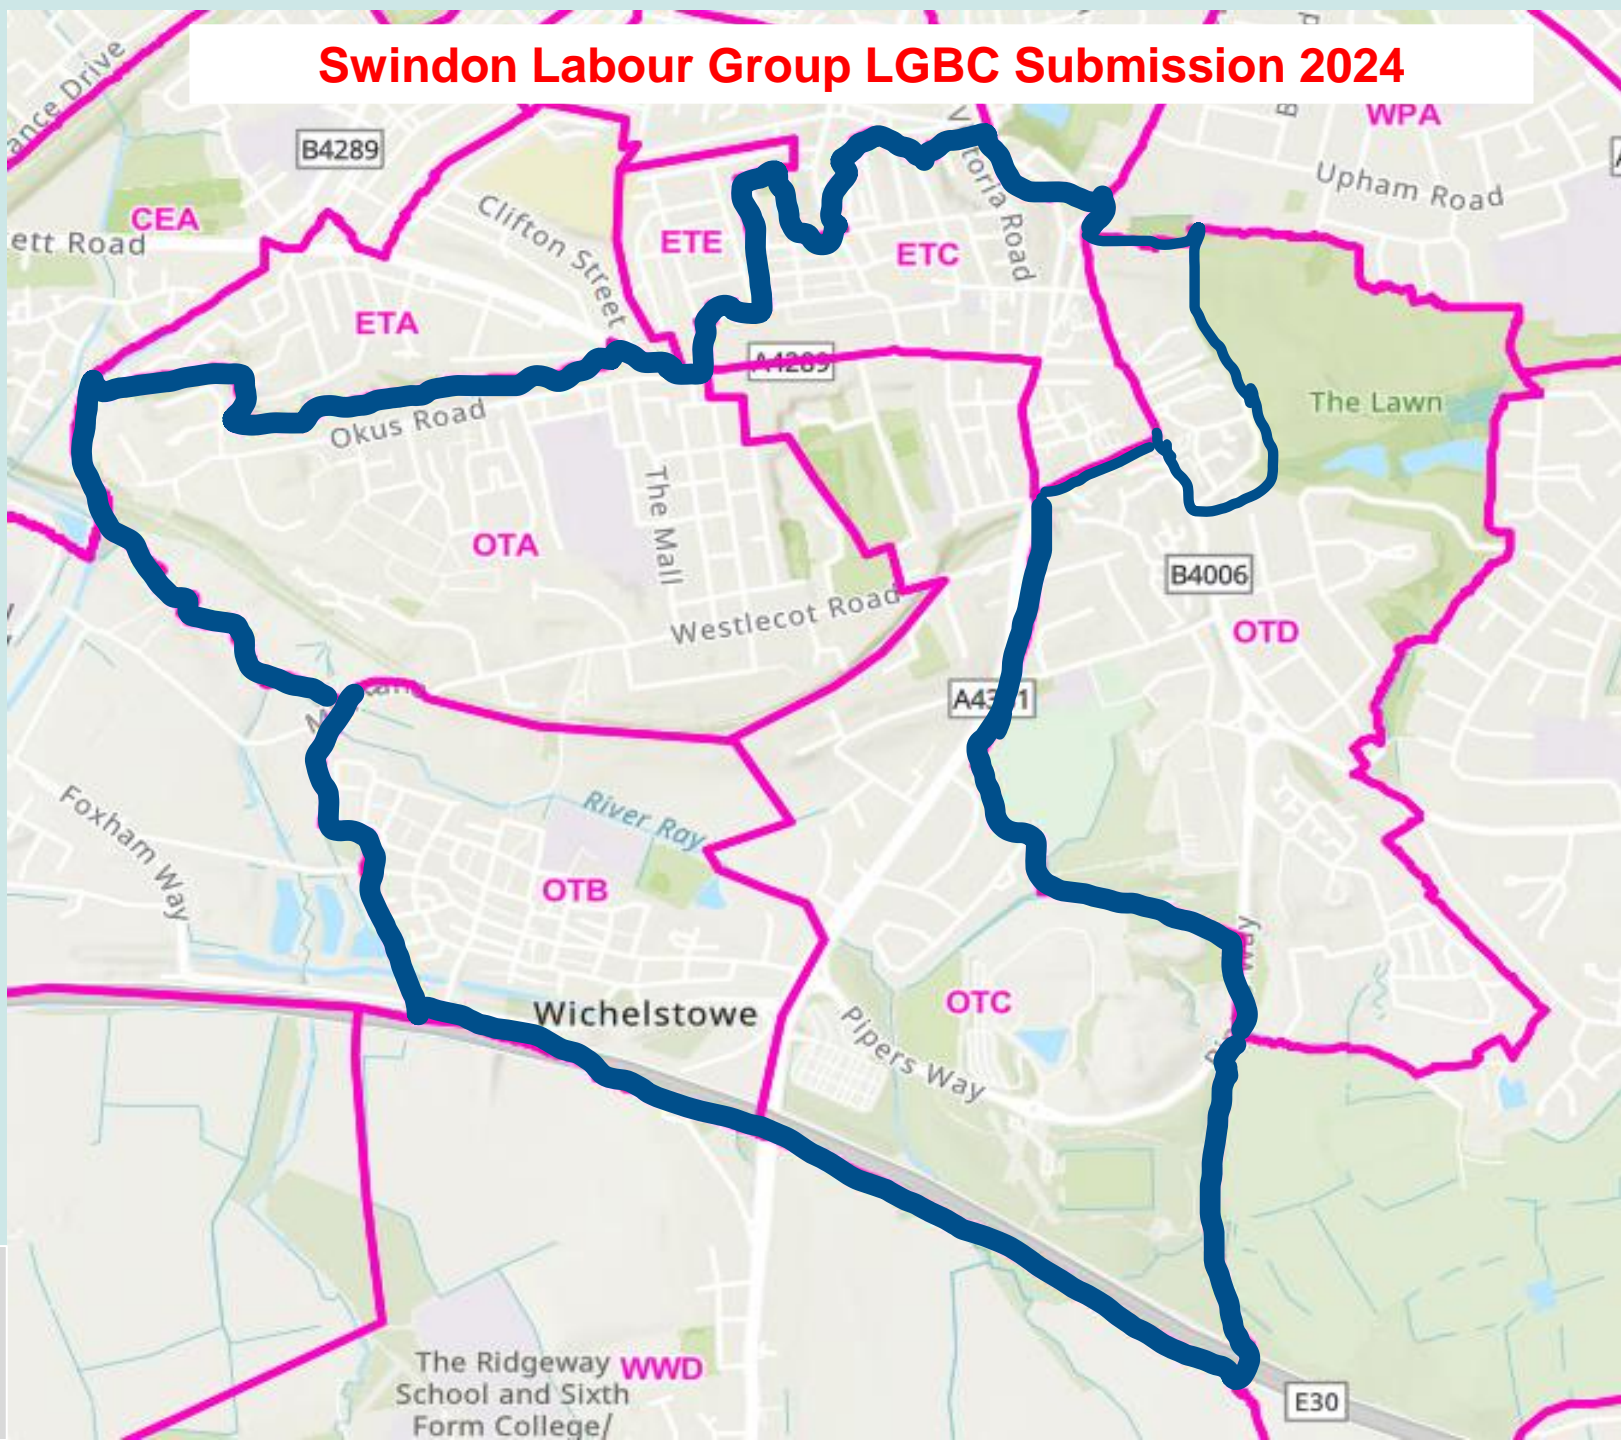 Swindon Labour Group LGBC Submission 2024
ance Drive
B4289
WPA
Upham Road
CEA
ett Road
Clifton Street
ETE
ETC
Victoria Road
ETA
A4289
The Lawn
Okus Road
The Mall
OTA
B4006
Westlecot Road
OTD
Foxham Way
River Ray
OTB
Way
Wichelstowe
OTC
Pipers Way
The Ridgeway
School and Sixth
Form College/
WWD
E30